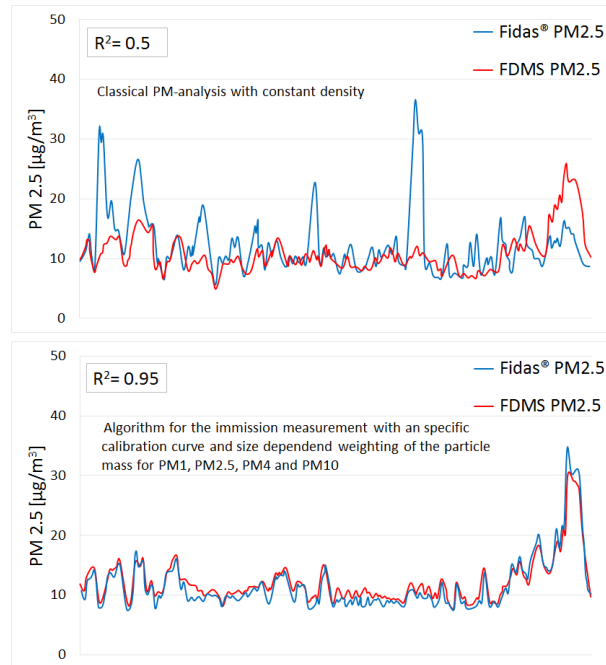 R²= 0.5
Fidas® PM2.5
FDMS PM2.5
Classical PM-analysis with constant density
PM 2.5 [µg/m³]
50
40
30
20
10
0
R²= 0.95
Fidas® PM2.5
FDMS PM2.5
Algorithm for the immission measurement with an specific
calibration curve and size dependend weighting of the particle
mass for PM1, PM2.5, PM4 and PM10
PM 2.5 [µg/m³]
50
40
30
20
10
0